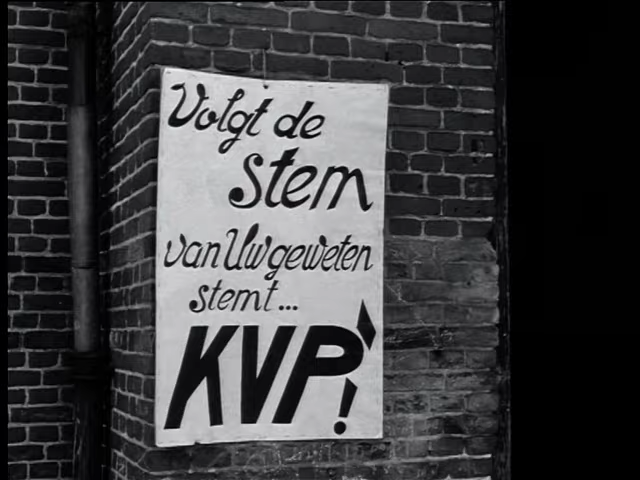 Volgt de
stem
van Uw geweten
stemt...
KVP!